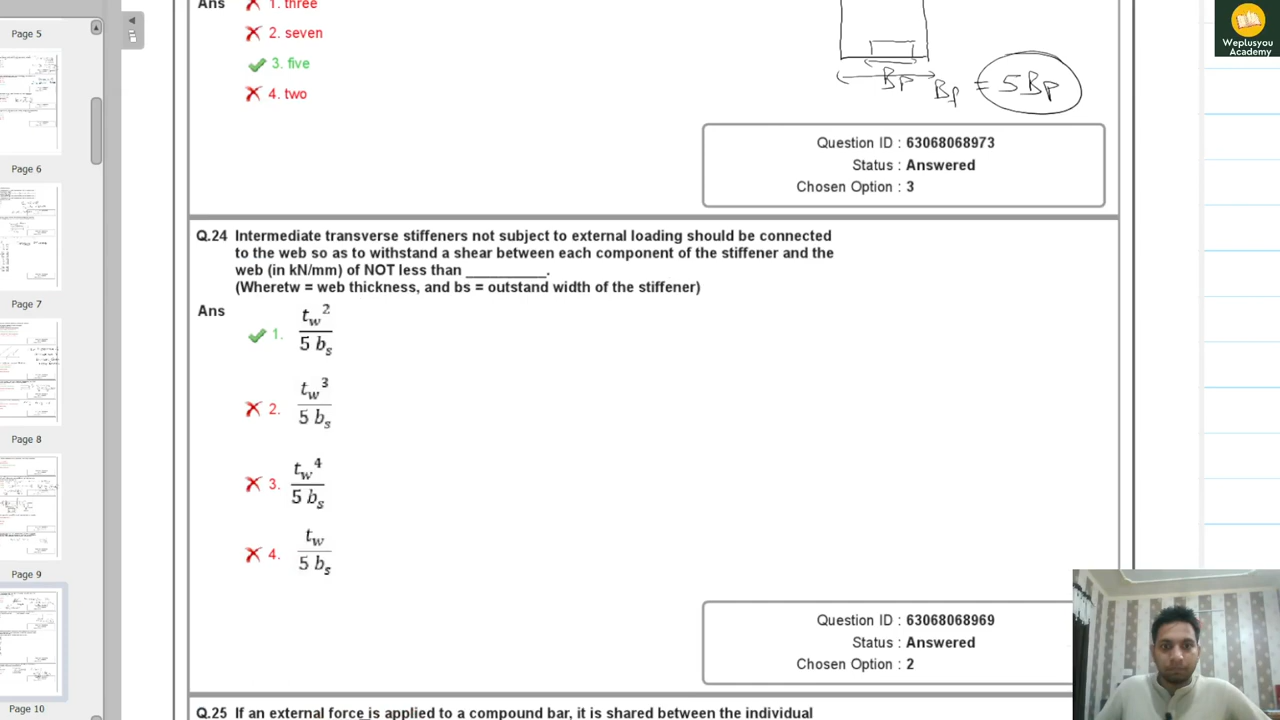 Page 5
Page 6
Page 7
Page 8
Page 9
Page 10
Ans
1. three
2. seven
3. five
4. two
Bp
Bf = 5Bp
Weplusyou
Academy
Question ID : 63068068973
Status : Answered
Chosen Option : 3
Q.24 Intermediate transverse stiffeners not subject to external loading should be connected
to the web so as to withstand a shear between each component of the stiffener and the
web (in kN/mm) of NOT less than __________.
(Wheretw = web thickness, and bs = outstand width of the stiffener)
Ans
1. tw² / 5 bs
2. tw³ / 5 bs
3. tw⁴ / 5 bs
4. tw / 5 bs
Question ID : 63068068969
Status : Answered
Chosen Option : 2
Q.25 If an external force is applied to a compound bar, it is shared between the individual